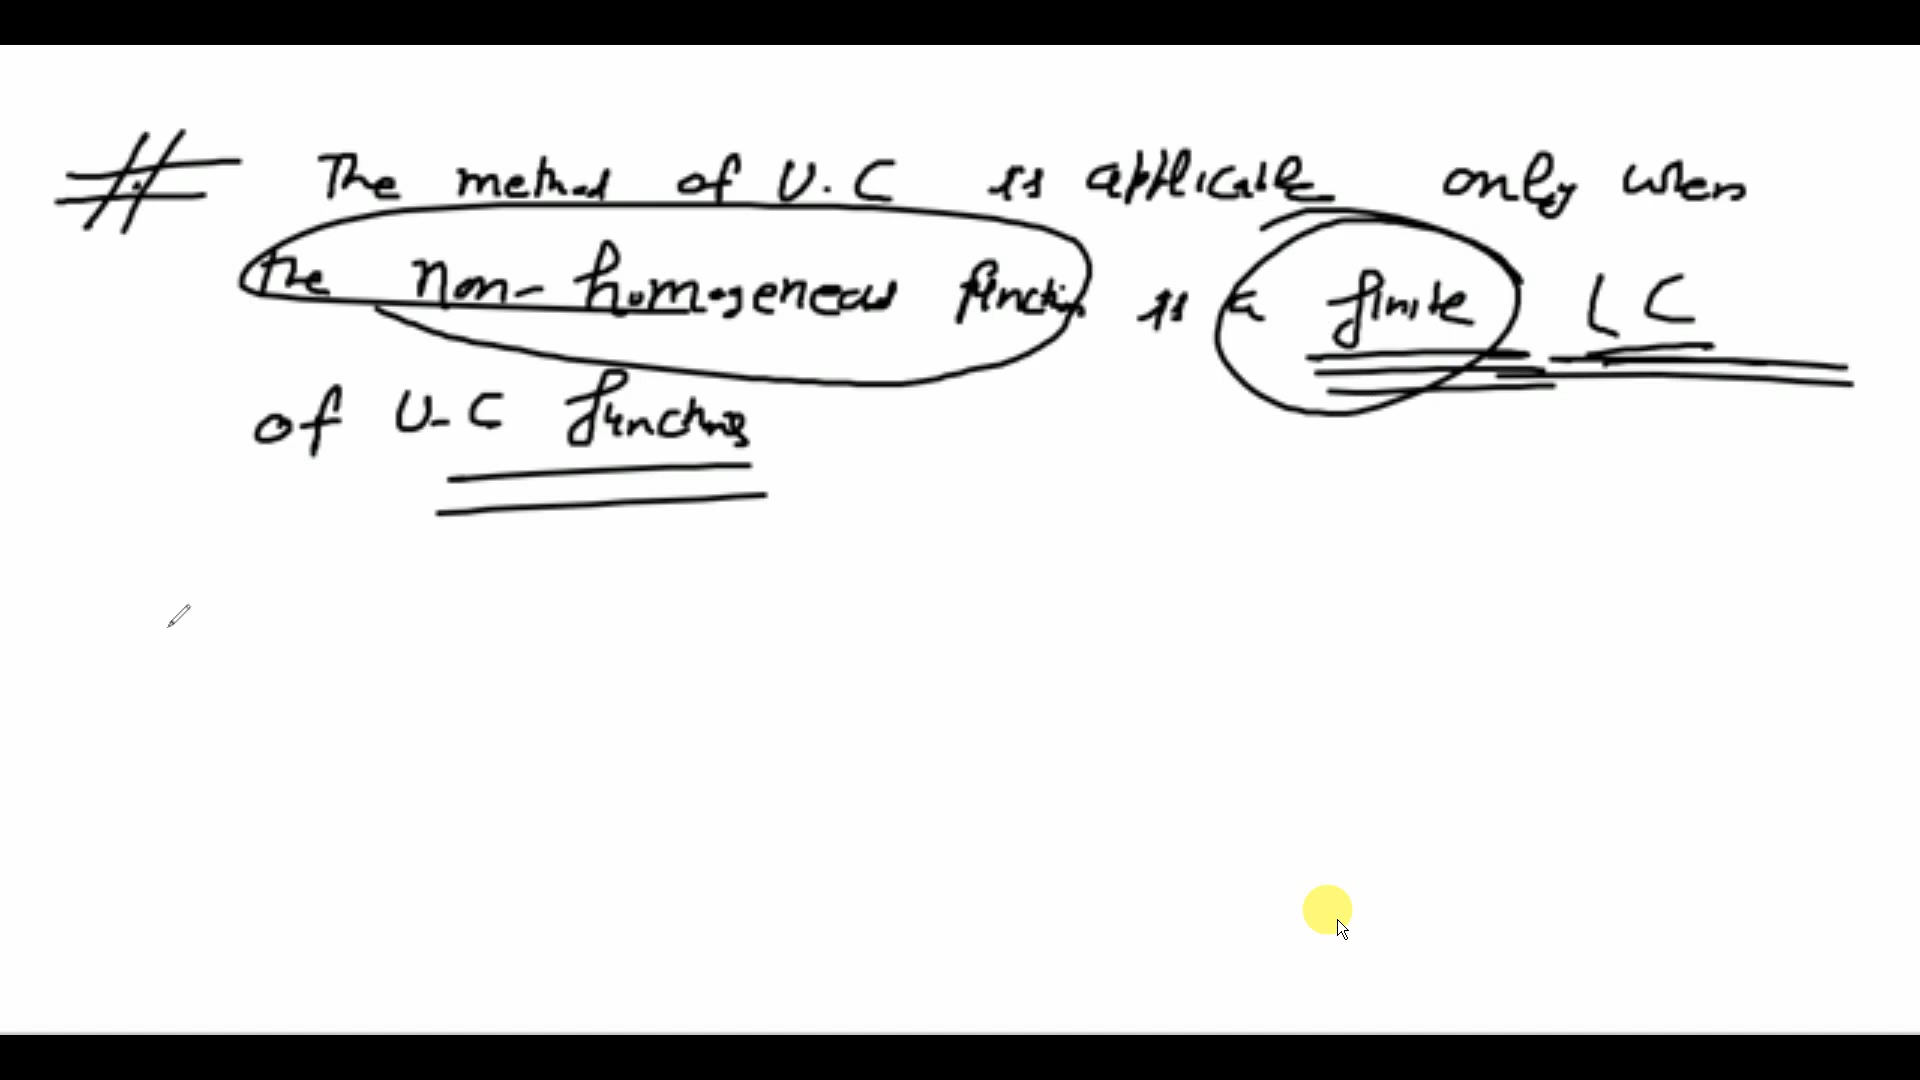 # The method of U.C is applicable only when
the non-homogeneous function is a finite LC
of U-C functions